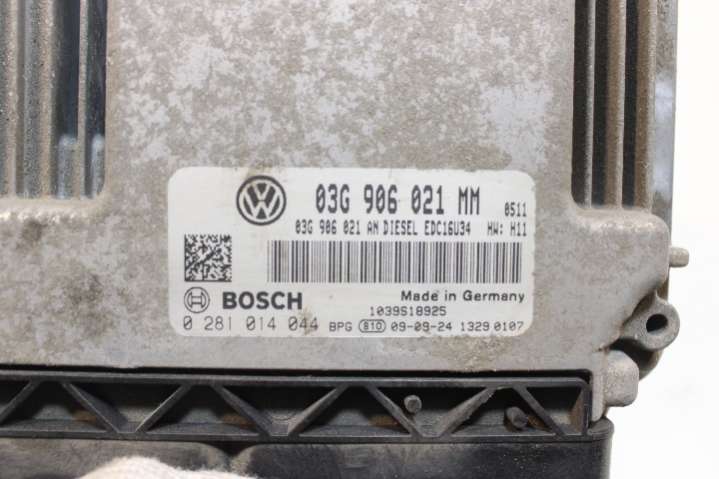 03G 906 021 MM 0511
03G 906 021 AN DIESEL EDC16U34 HW: H11
Made in Germany
BOSCH
1039S18925
0 281 014 044 BPG 810 09-09-24 1329 0107